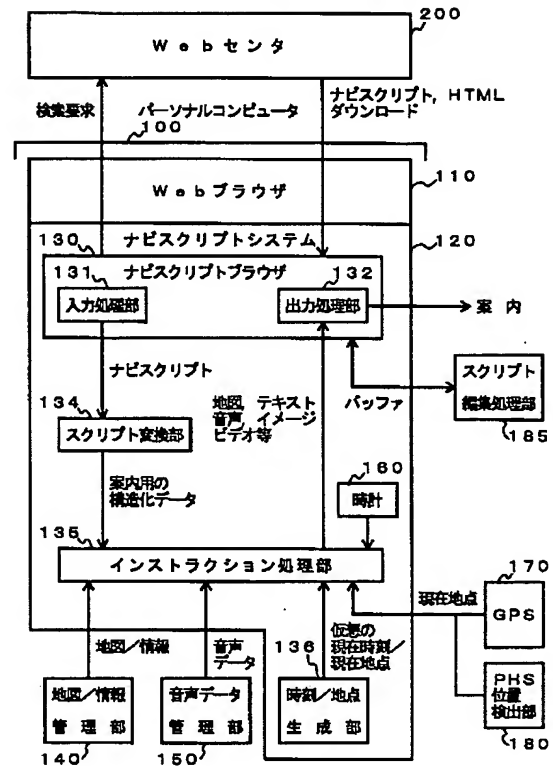 200
Webセンタ
検索要求
パーソナルコンピュータ
100
ナビスクリプト,HTML
ダウンロード
110
Webブラウザ
ナビスクリプトシステム
120
130
ナビスクリプトブラウザ
131
入力処理部
132
出力処理部
案内
ナビスクリプト
134
スクリプト変換部
地図,テキスト
音声,イメージ
ビデオ等
バッファ
スクリプト
編集処理部
185
案内用の
構造化データ
160
時計
135
インストラクション処理部
現在地点
170
GPS
地図/情報
音声
データ
136
仮想の
現在時刻/
現在地点
地図/情報
管理部
140
音声データ
管理部
150
時刻/地点
生成部
PHS
位置
検出部
180